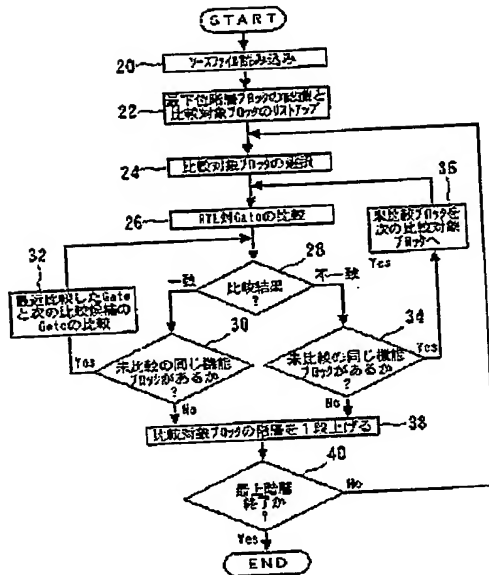 START
20
ソースファイル読み込み
22
最下位階層ブロックの認識と
比較対象ブロックのリストアップ
24
比較対象ブロックの選択
26
RTL対Gateの比較
36
未比較ブロックを
次の比較対象
ブロックへ
Yes
32
最近比較したGate
と次の比較候補の
Gateの比較
28
比較結果
?
一致
不一致
30
未比較の同じ機能
ブロックがあるか
?
Yes
No
34
未比較の同じ機能
ブロックがあるか
?
No
比較対象ブロックの階層を1段上げる
38
40
最上階層
終了か
?
No
Yes
END